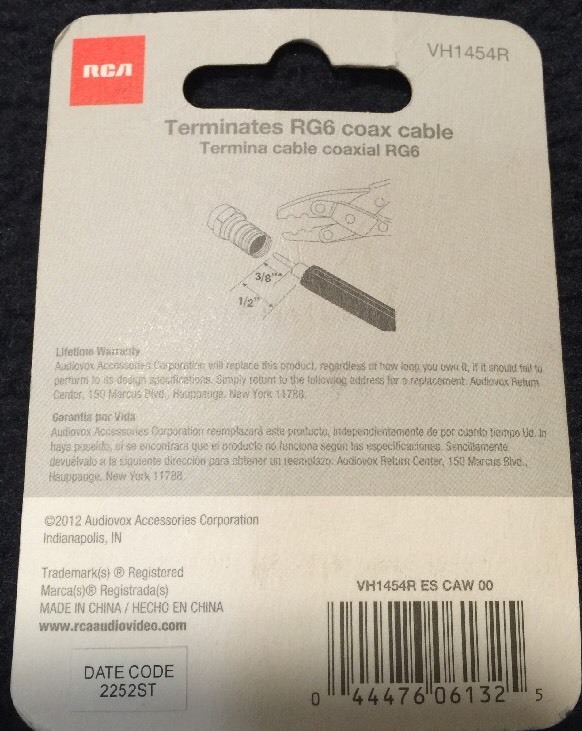 RCA
VH1454R
Terminates RG6 coax cable
Termina cable coaxial RG6
3/8"
1/2"
Lifetime Warranty
Audiovox Accessories Corporation will replace this product, regardless of how long you own it, if it should fail to
perform to its design specifications. Simply return to the following address for a replacement: Audiovox Return
Center, 150 Marcus Blvd., Hauppauge, New York 11788.
Garantía por Vida
Audiovox Accessories Corporation reemplazará este producto, independientemente de por cuánto tiempo Ud. lo
haya poseído, si se encontrara que el producto no funciona según las especificaciones. Sencillamente
devuélvalo a la siguiente dirección para obtener un reemplazo: Audiovox Return Center, 150 Marcus Blvd.,
Hauppauge, New York 11788.
©2012 Audiovox Accessories Corporation
Indianapolis, IN
Trademark(s) ® Registered
Marca(s)® Registrada(s)
MADE IN CHINA / HECHO EN CHINA
www.rcaaudiovideo.com
VH1454R ES CAW 00
DATE CODE
2252ST
0 44476 06132 5